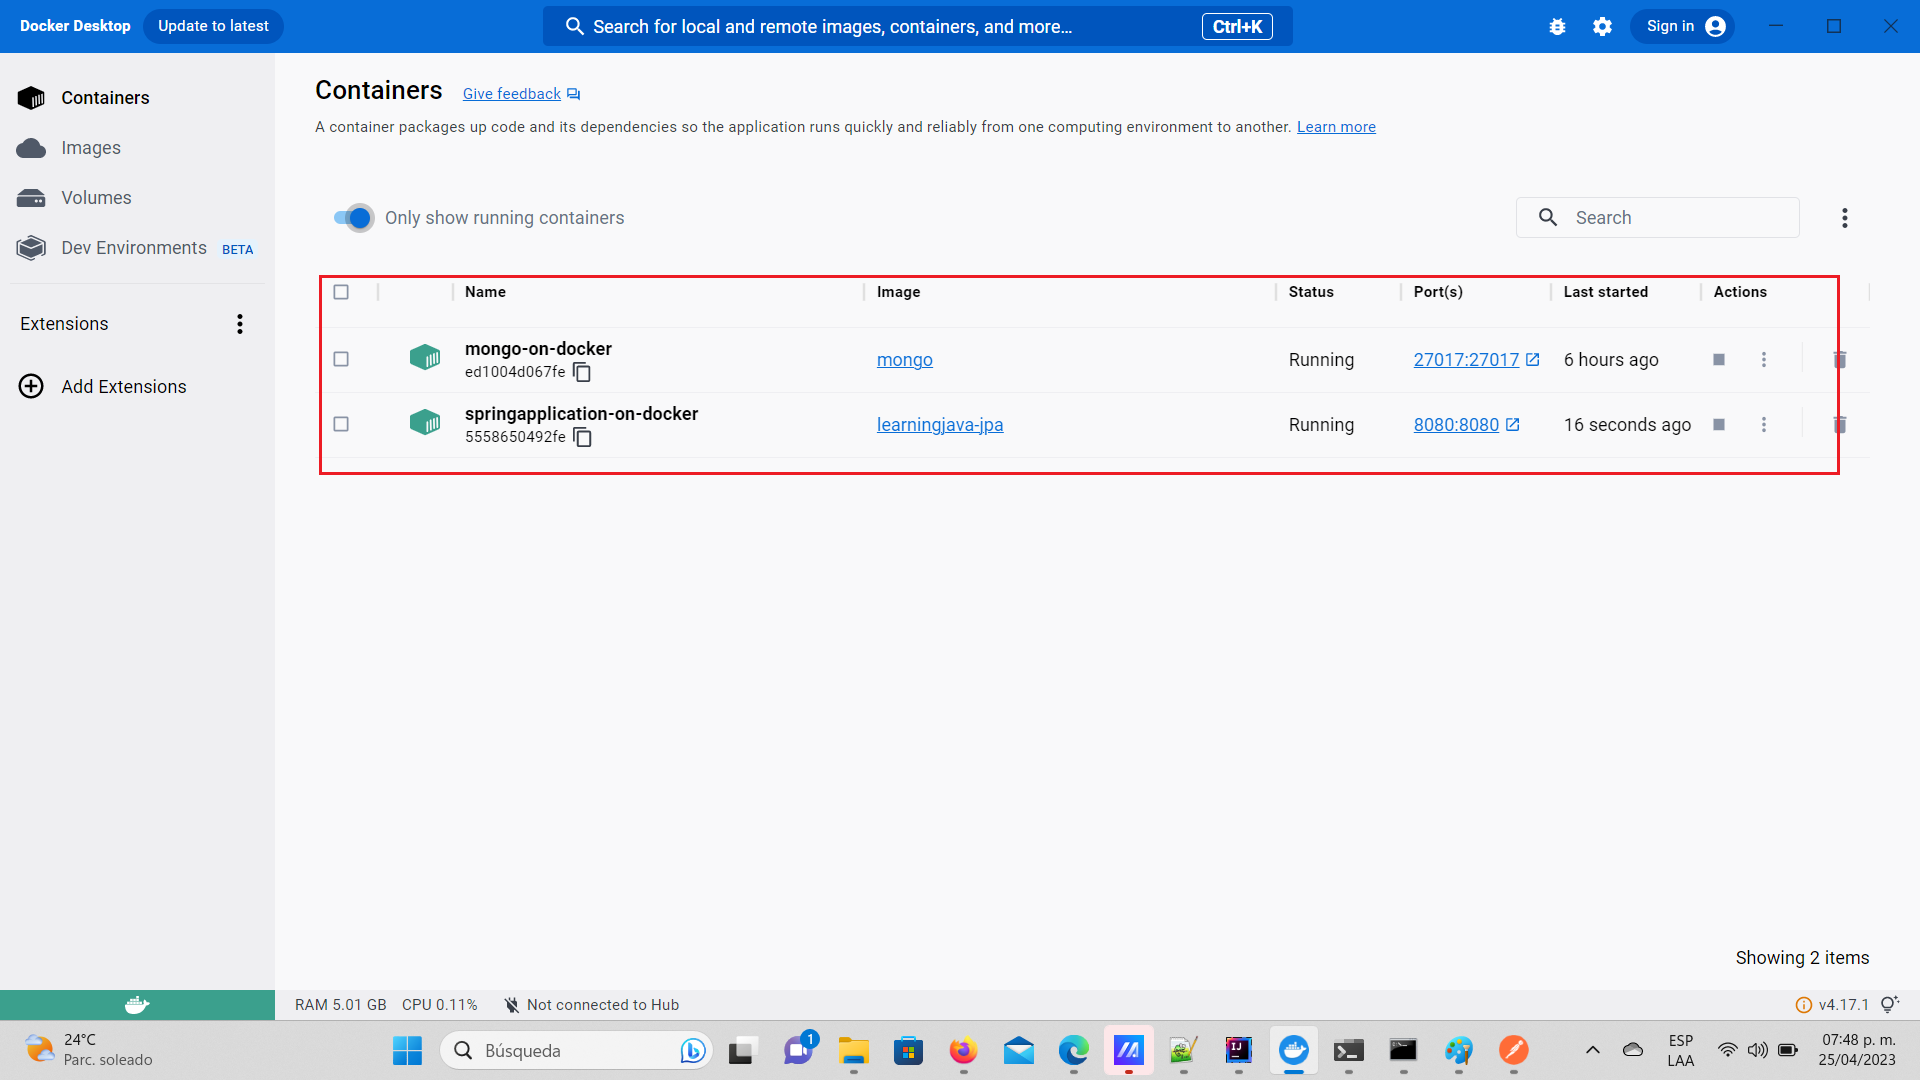 Docker Desktop
Update to latest
Search for local and remote images, containers, and more...
Ctrl+K
Sign in
Containers
Images
Volumes
Dev Environments BETA
Extensions
Add Extensions
Containers Give feedback
A container packages up code and its dependencies so the application runs quickly and reliably from one computing environment to another. Learn more
Only show running containers
Search
Name Image Status Port(s) Last started Actions
mongo-on-docker
ed1004d067fe
mongo Running 27017:27017 6 hours ago
springapplication-on-docker
5558650492fe
learningjava-jpa Running 8080:8080 16 seconds ago
Showing 2 items
RAM 5.01 GB CPU 0.11% Not connected to Hub
v4.17.1
24°C
Parc. soleado
Búsqueda
1
IJ
ESP
LAA
07:48 p. m.
25/04/2023